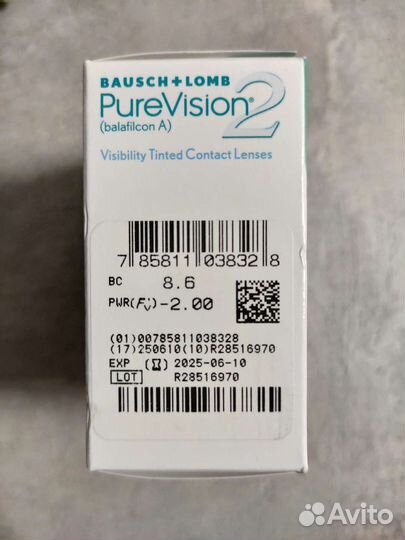 BAUSCH+LOMB
PureVision® 2
(balafilcon A)
Visibility Tinted Contact Lenses
7 85811 03832 8
BC 8.6
PWR(F'v) -2.00
(01)00785811038328
(17)250610(10)R28516970
EXP 2025-06-10
LOT R28516970
Avito